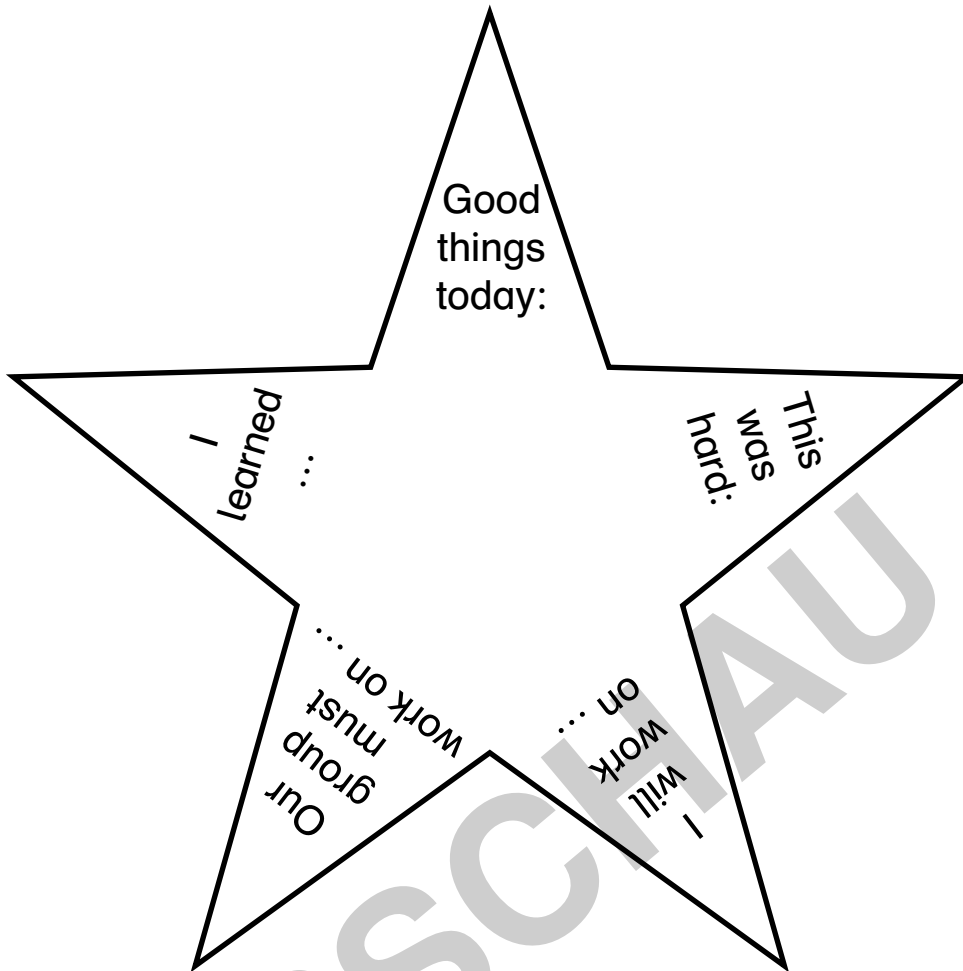 Good
things
today:
This
was
hard:
I
will
work
on ...
Our
group
must
work on ...
I
learned
...
SCHAU